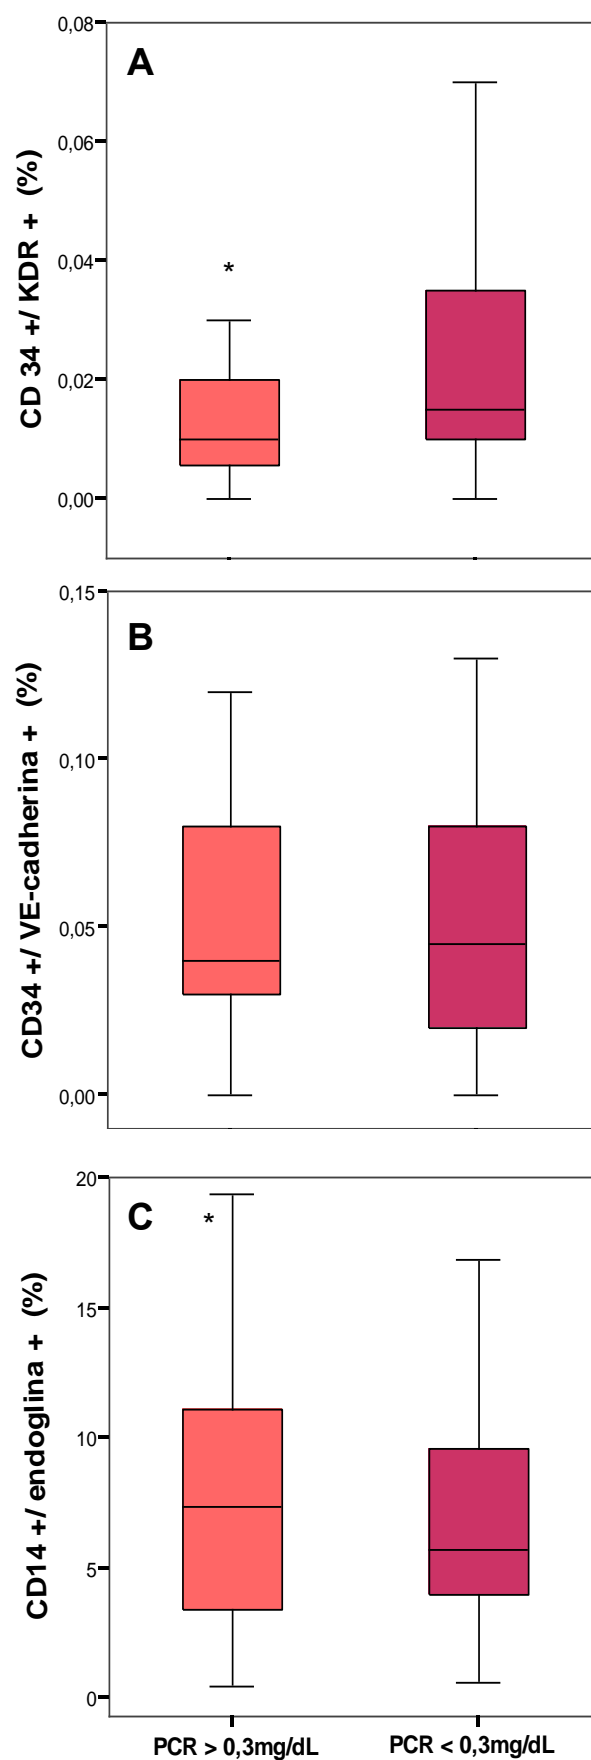 A
CD 34 +/ KDR + (%)
0,08
0,06
0,04
0,02
0,00
*
B
CD34 +/ VE-cadherina + (%)
0,15
0,10
0,05
0,00
C
CD14 +/ endoglina + (%)
20
15
10
5
0
*
PCR > 0,3mg/dL
PCR < 0,3mg/dL